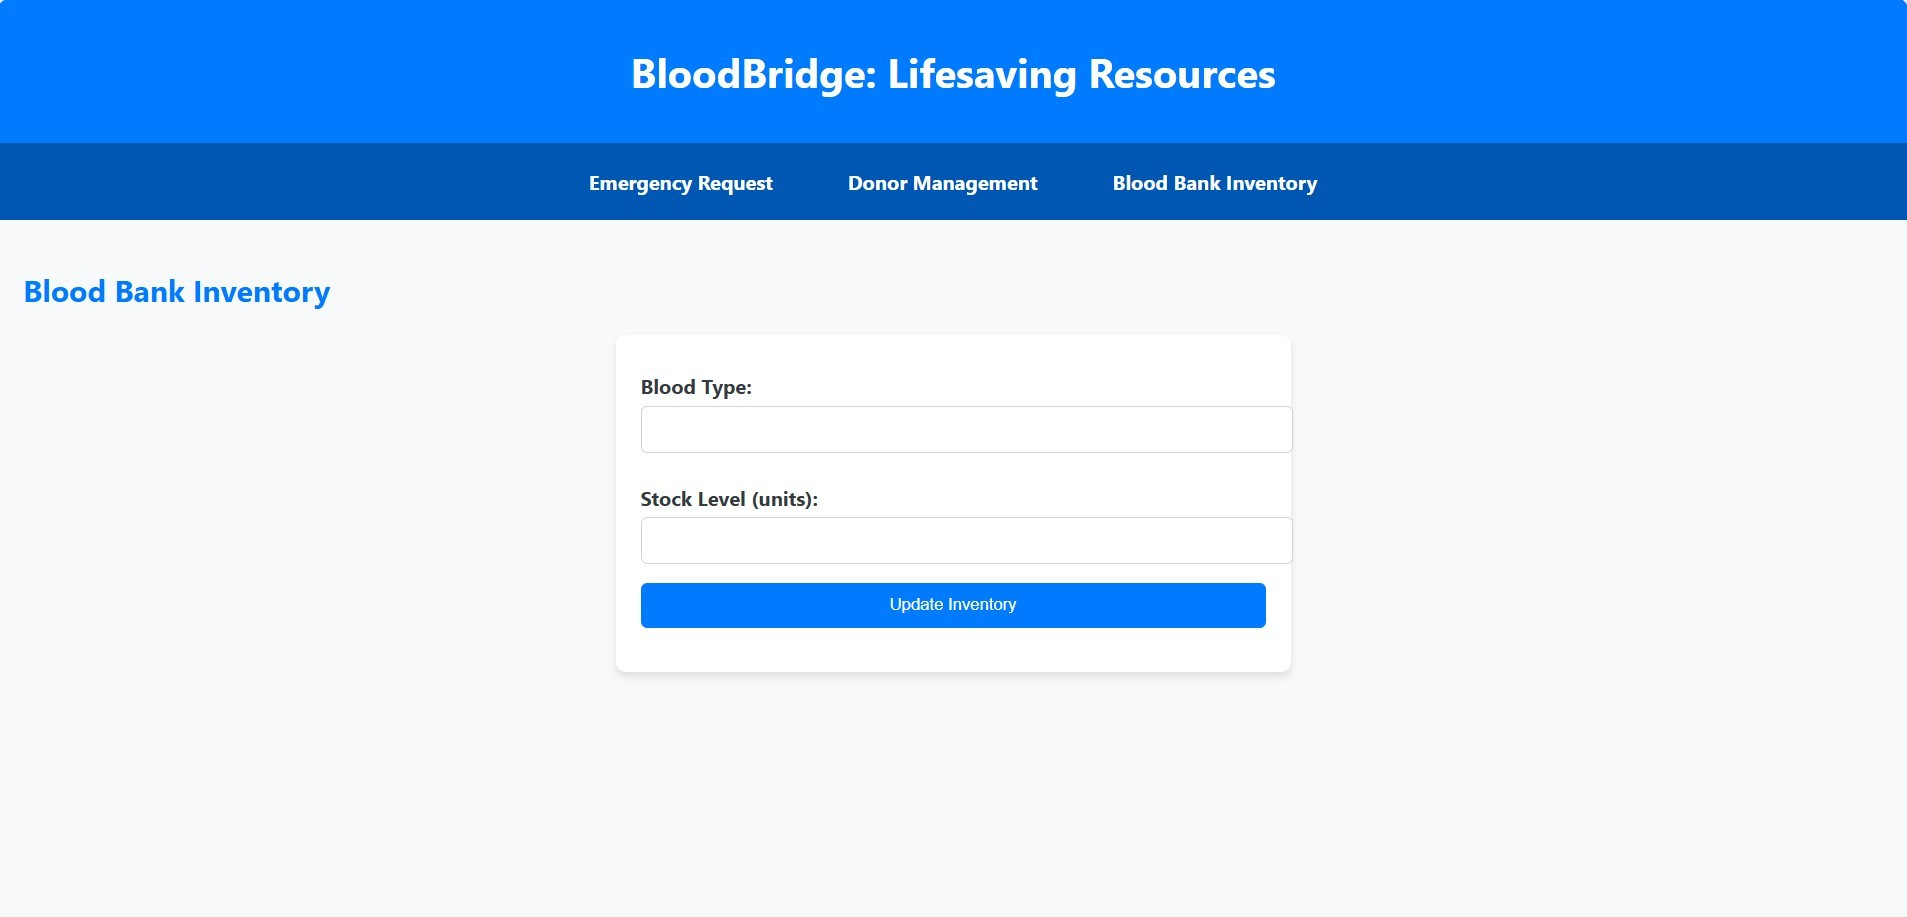 BloodBridge: Lifesaving Resources
Emergency Request Donor Management Blood Bank Inventory
Blood Bank Inventory
Blood Type:
Stock Level (units):
Update Inventory